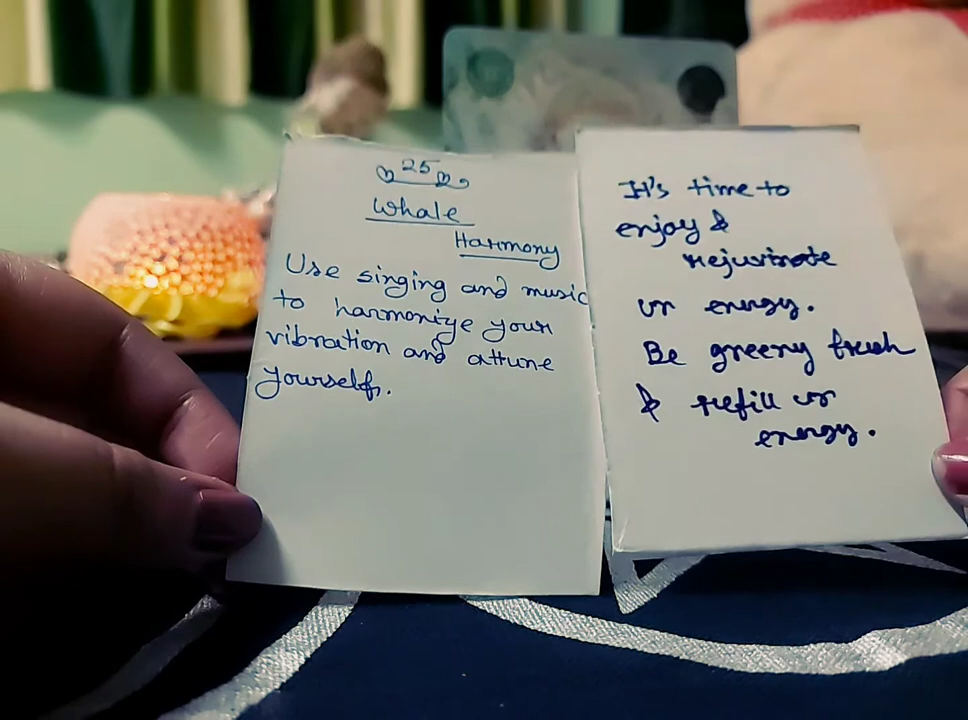 25
Whale
Harmony
Use singing and music
to harmonize your
vibration and attune
yourself.
It's time to
enjoy &
rejuvinate
ur energy.
Be greeny fresh
& refill ur
energy.